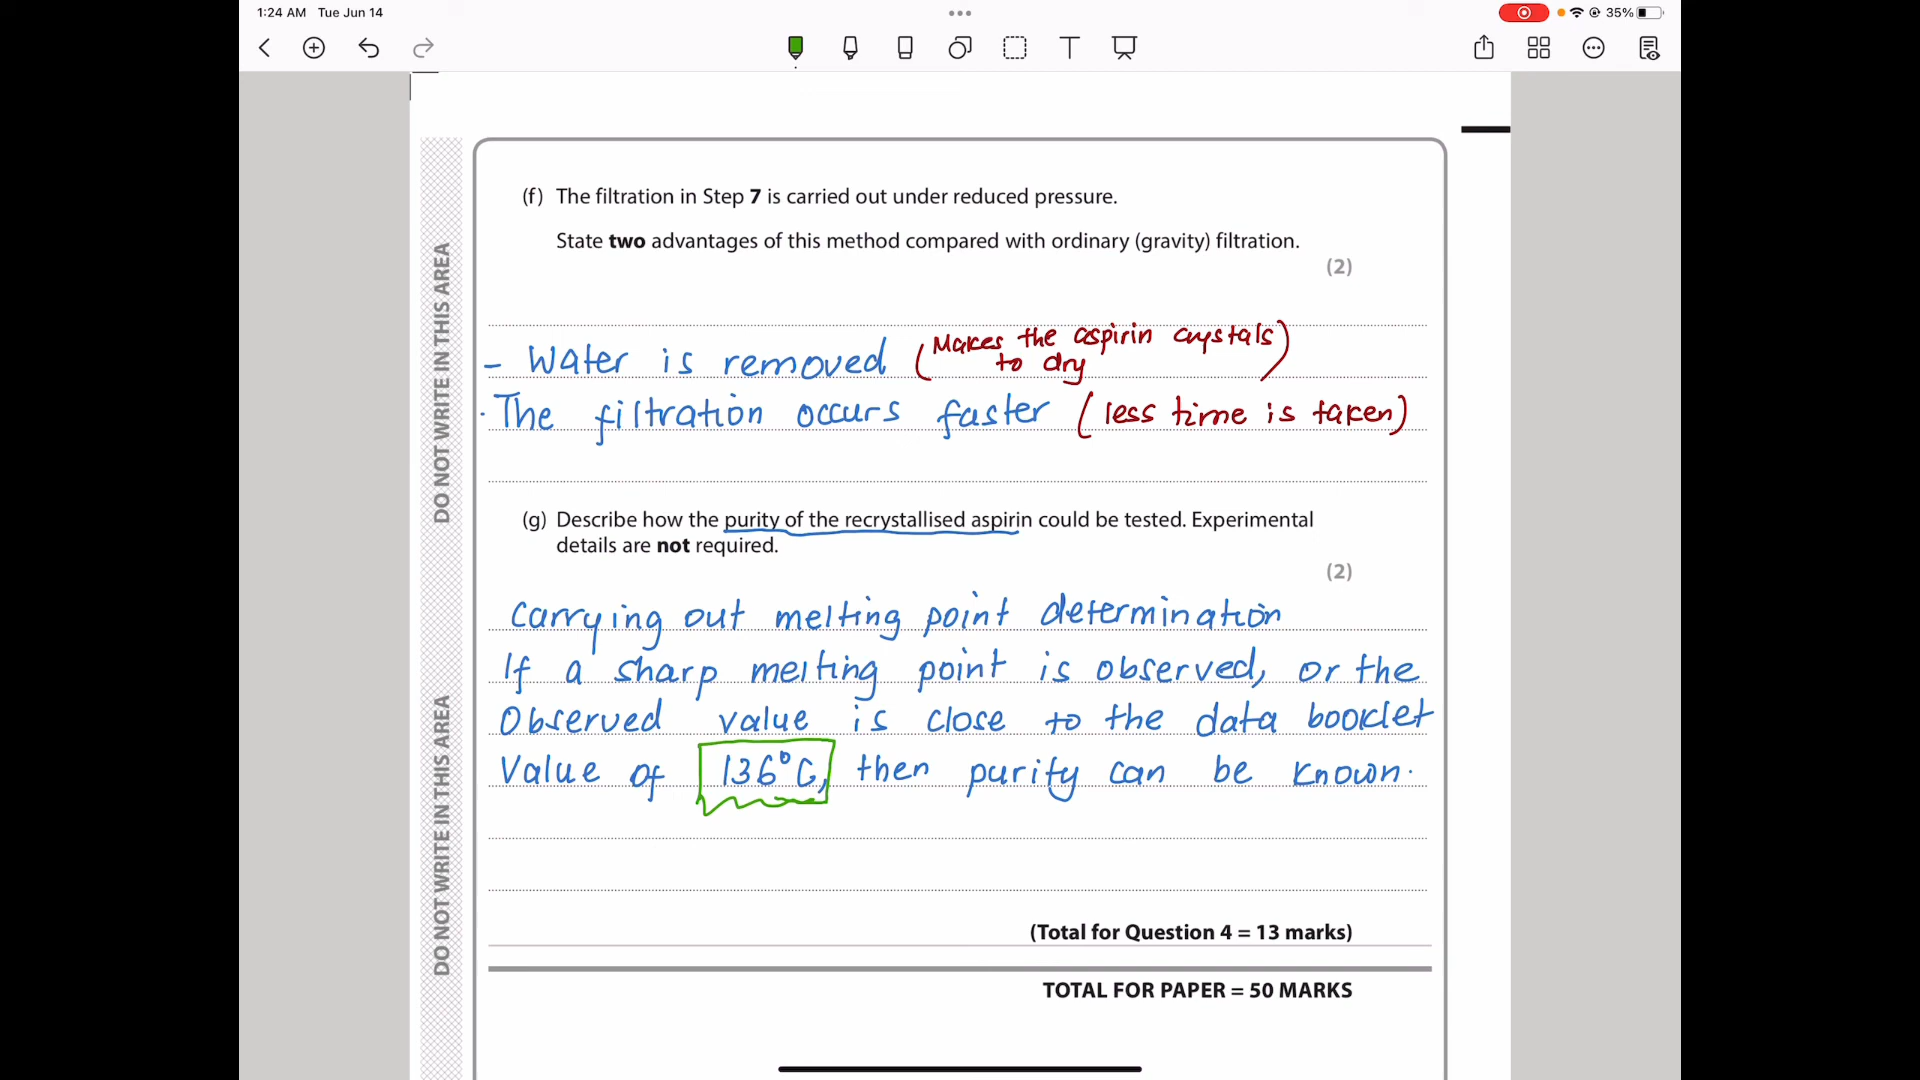 1:24 AM Tue Jun 14
35%
(f) The filtration in Step 7 is carried out under reduced pressure.
State two advantages of this method compared with ordinary (gravity) filtration.
(2)
- Water is removed (Makes the aspirin crystals to dry)
· The filtration occurs faster (less time is taken)
(g) Describe how the purity of the recrystallised aspirin could be tested. Experimental
details are not required.
(2)
Carrying out melting point determination
If a sharp melting point is observed, or the
Observed value is close to the data booklet
Value of 136°C, then purity can be known.
(Total for Question 4 = 13 marks)
TOTAL FOR PAPER = 50 MARKS
DO NOT WRITE IN THIS AREA
DO NOT WRITE IN THIS AREA